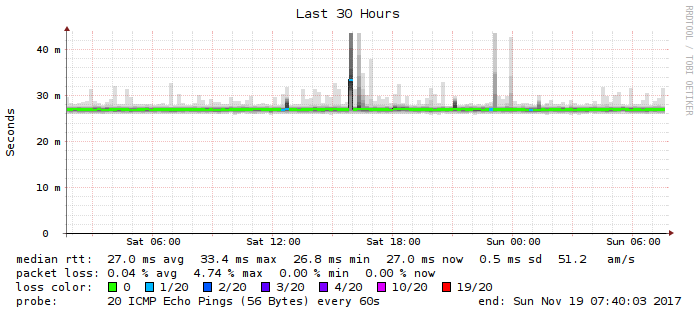 Last 30 Hours
RRDTOOL / TOBI OETIKER
Seconds
40 m
30 m
20 m
10 m
0
Sat 06:00 Sat 12:00 Sat 18:00 Sun 00:00 Sun 06:00
median rtt: 27.0 ms avg 33.4 ms max 26.8 ms min 27.0 ms now 0.5 ms sd 51.2 am/s
packet loss: 0.04 % avg 4.74 % max 0.00 % min 0.00 % now
loss color: 0 1/20 2/20 3/20 4/20 10/20 19/20
probe: 20 ICMP Echo Pings (56 Bytes) every 60s end: Sun Nov 19 07:40:03 2017